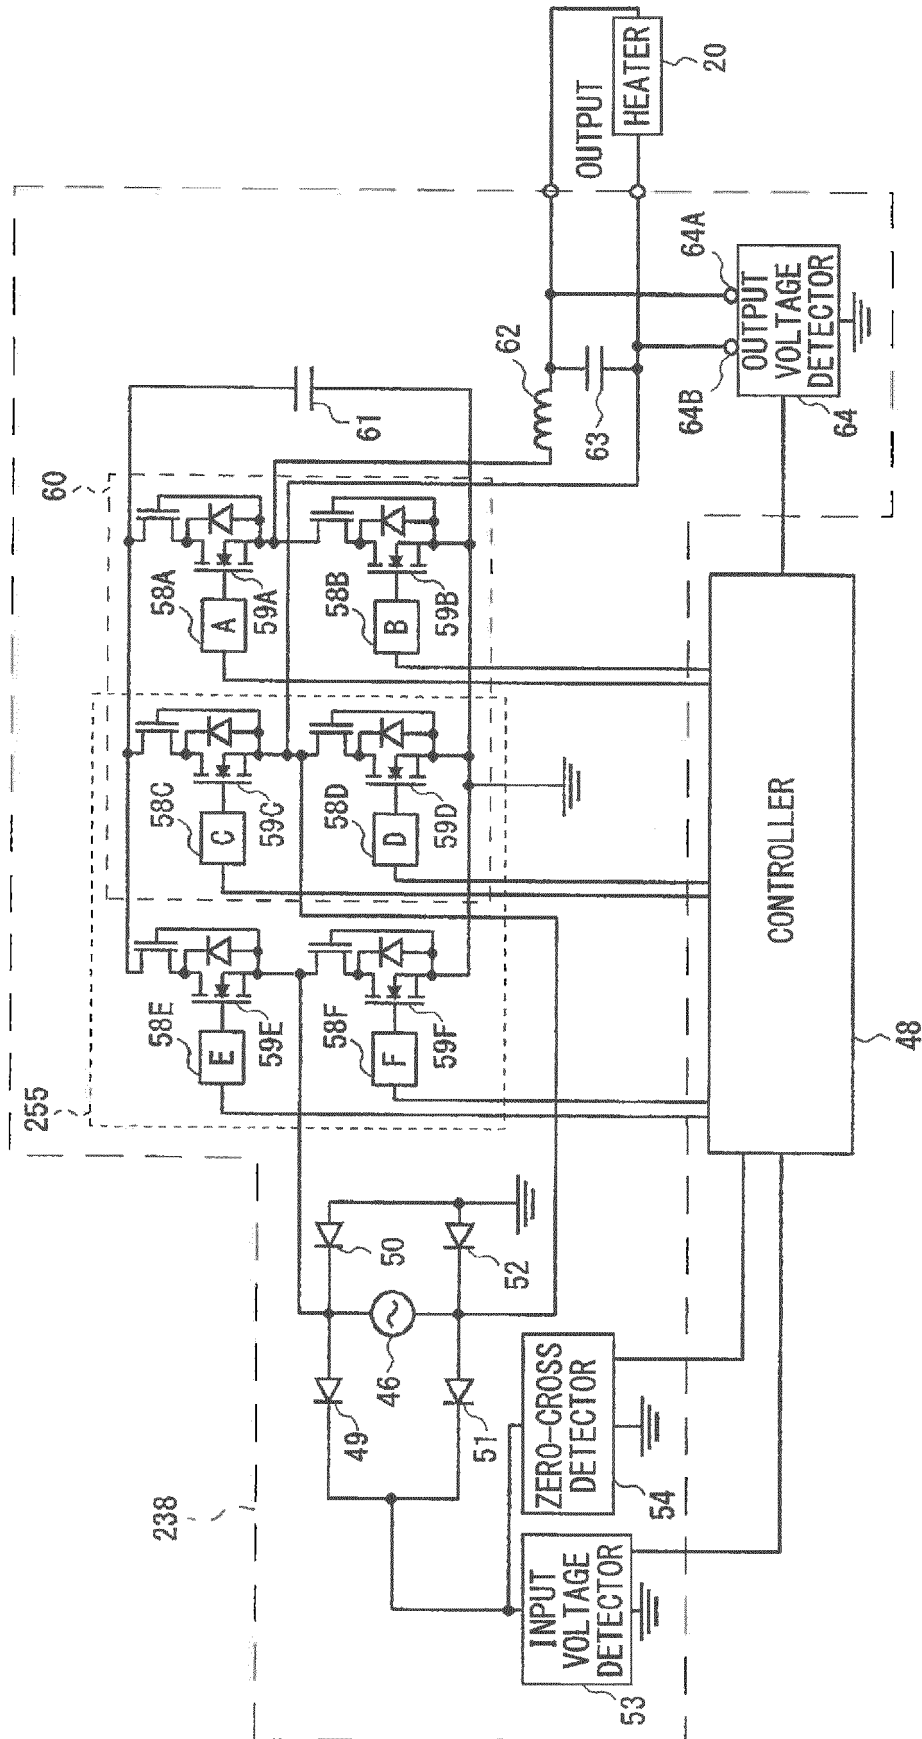 238
255
60
58E
E
59E
58C
C
59C
58A
A
59A
61
58F
F
59F
58D
D
59D
58B
B
59B
62
63
OUTPUT
HEATER
20
49
50
46
51
52
INPUT
VOLTAGE
DETECTOR
53
ZERO-CROSS
DETECTOR
54
64A
64B
OUTPUT
VOLTAGE
DETECTOR
64
CONTROLLER
48